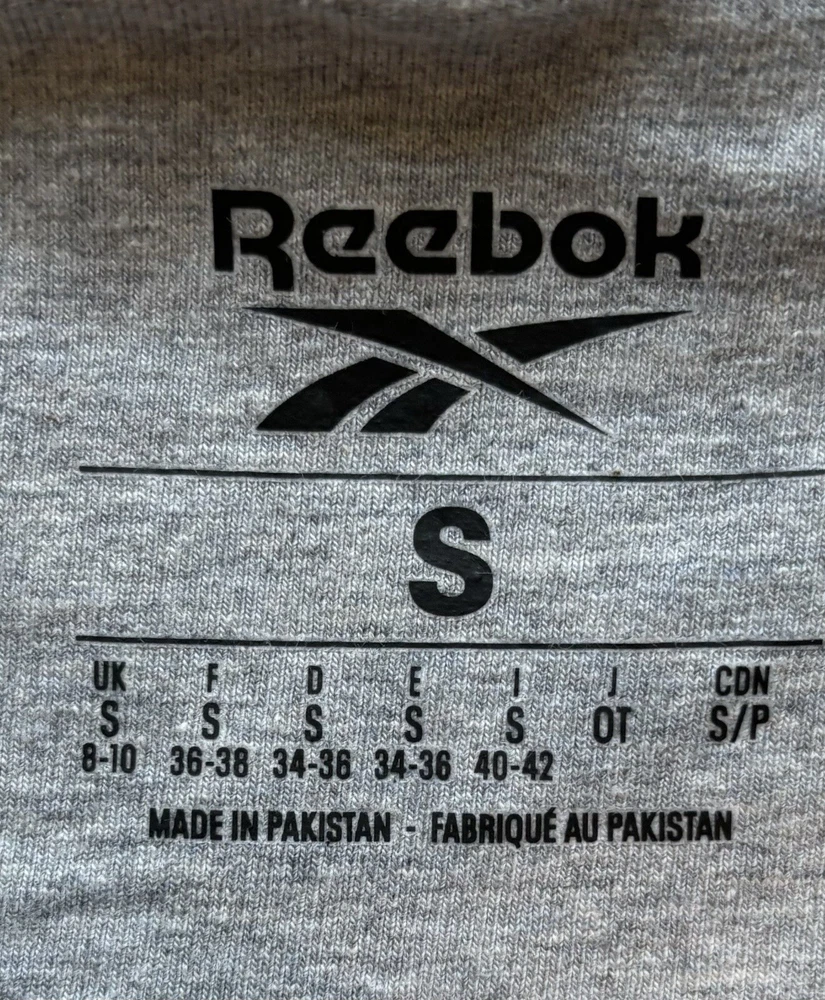 Reebok
S
UK F D E I J CDN
S S S S S OT S/P
8-10 36-38 34-36 34-36 40-42
MADE IN PAKISTAN - FABRIQUÉ AU PAKISTAN